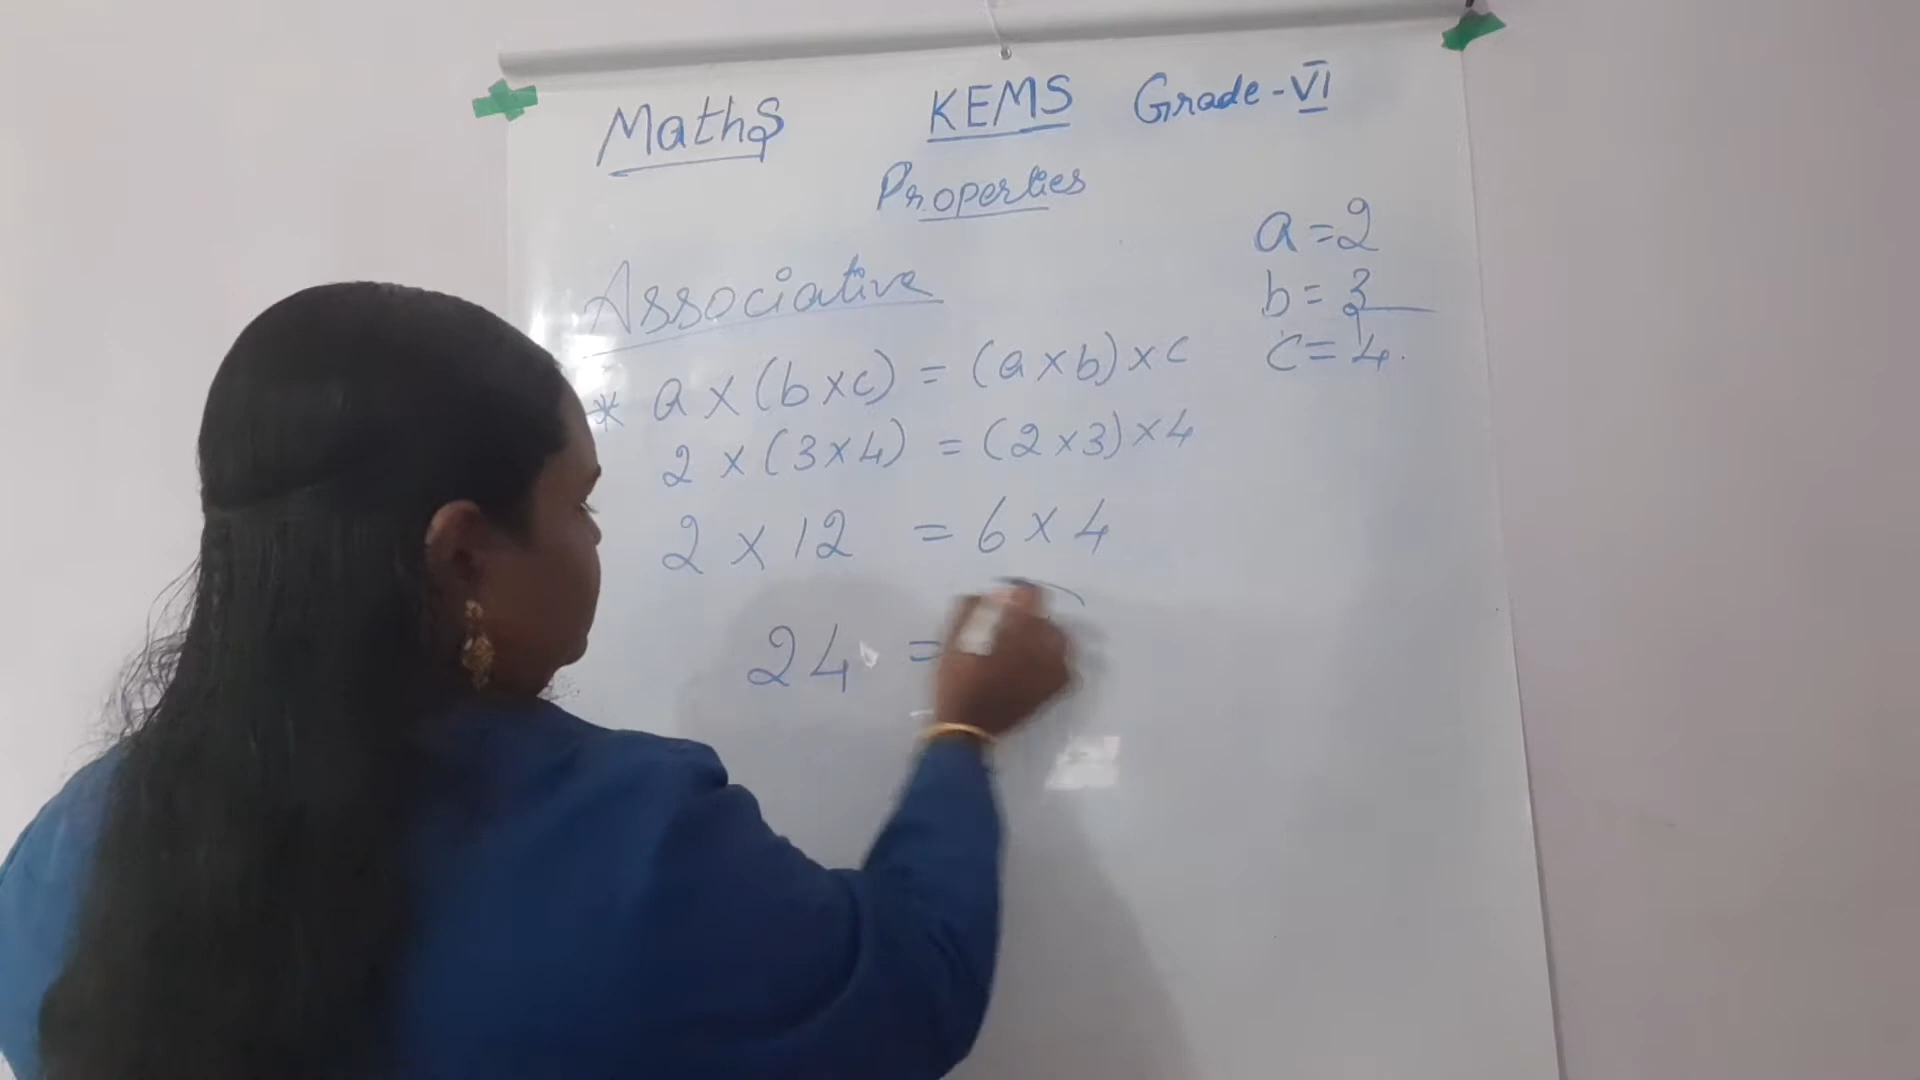 Maths KEMS Grade-VI
Properties
a=2
b=3
c=4.
Associative
* a×(b×c) = (a×b)×c
2 ×(3×4) = (2×3)×4
2 × 12 = 6×4
24 =